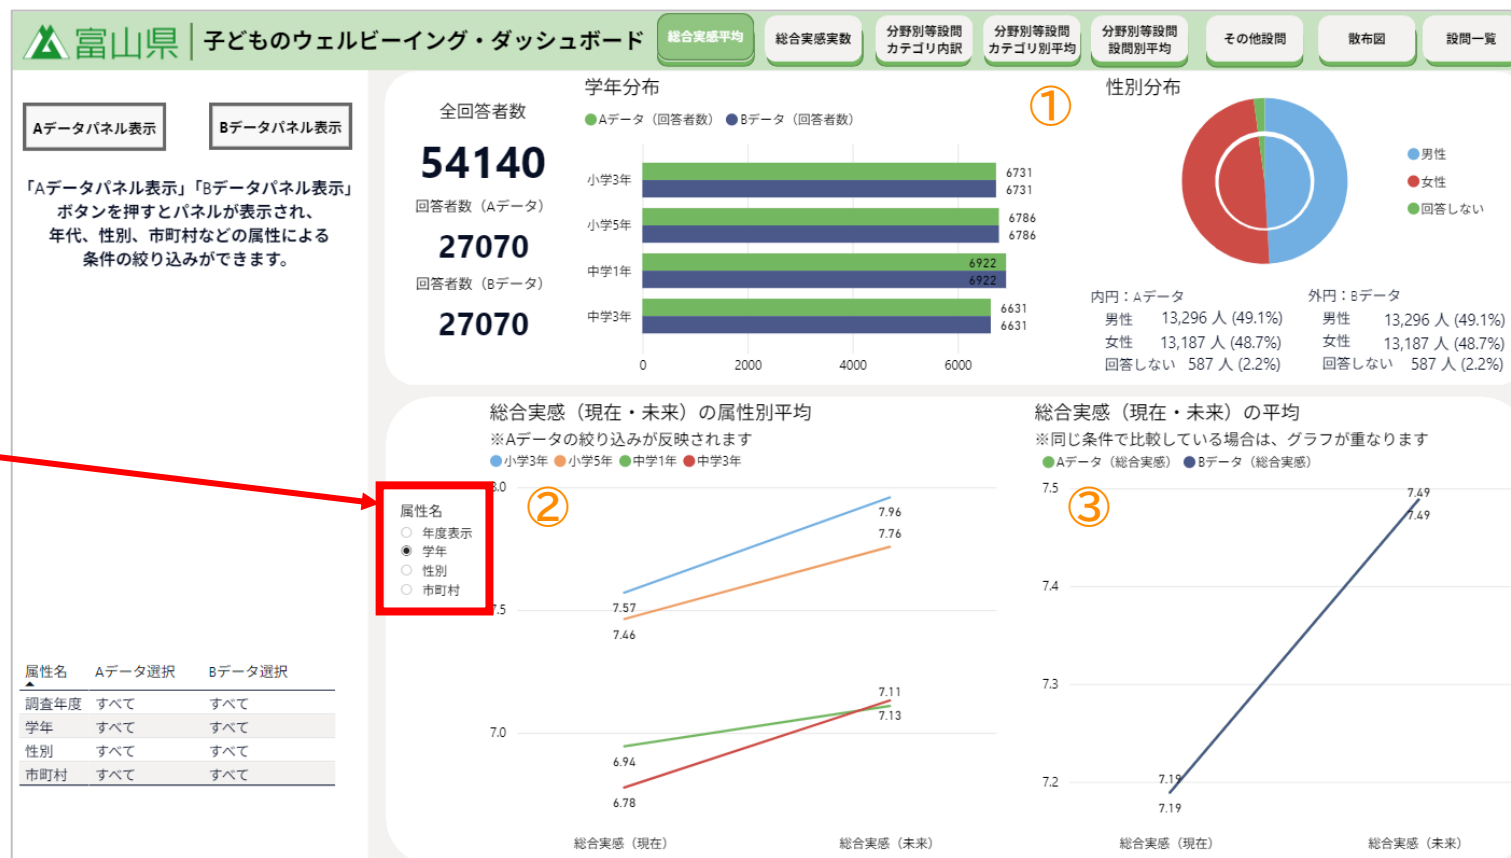 富山県 子どものウェルビーイング・ダッシュボード
総合実感平均
総合実感実数
分野別等設問
カテゴリ内訳
分野別等設問
カテゴリ別平均
分野別等設問
設問別平均
その他設問
散布図
設問一覧
Aデータパネル表示
Bデータパネル表示
「Aデータパネル表示」「Bデータパネル表示」
ボタンを押すとパネルが表示され、
年代、性別、市町村などの属性による
条件の絞り込みができます。
属性名 Aデータ選択 Bデータ選択
調査年度 すべて すべて
学年 すべて すべて
性別 すべて すべて
市町村 すべて すべて
全回答者数
54140
回答者数（Aデータ）
27070
回答者数（Bデータ）
27070
学年分布
Aデータ（回答者数） Bデータ（回答者数）
小学3年
6731
6731
小学5年
6786
6786
中学1年
6922
6922
中学3年
6631
6631
0 2000 4000 6000
①
性別分布
男性
女性
回答しない
内円：Aデータ
男性 13,296 人 (49.1%)
女性 13,187 人 (48.7%)
回答しない 587 人 (2.2%)
外円：Bデータ
男性 13,296 人 (49.1%)
女性 13,187 人 (48.7%)
回答しない 587 人 (2.2%)
総合実感（現在・未来）の属性別平均
※Aデータの絞り込みが反映されます
小学3年 小学5年 中学1年 中学3年
属性名
年度表示
学年
性別
市町村
②
8.0
7.5
7.0
7.96
7.76
7.57
7.46
7.11
7.13
6.94
6.78
総合実感（現在） 総合実感（未来）
総合実感（現在・未来）の平均
※同じ条件で比較している場合は、グラフが重なります
Aデータ（総合実感） Bデータ（総合実感）
③
7.5
7.4
7.3
7.2
7.49
7.49
7.19
7.19
総合実感（現在） 総合実感（未来）